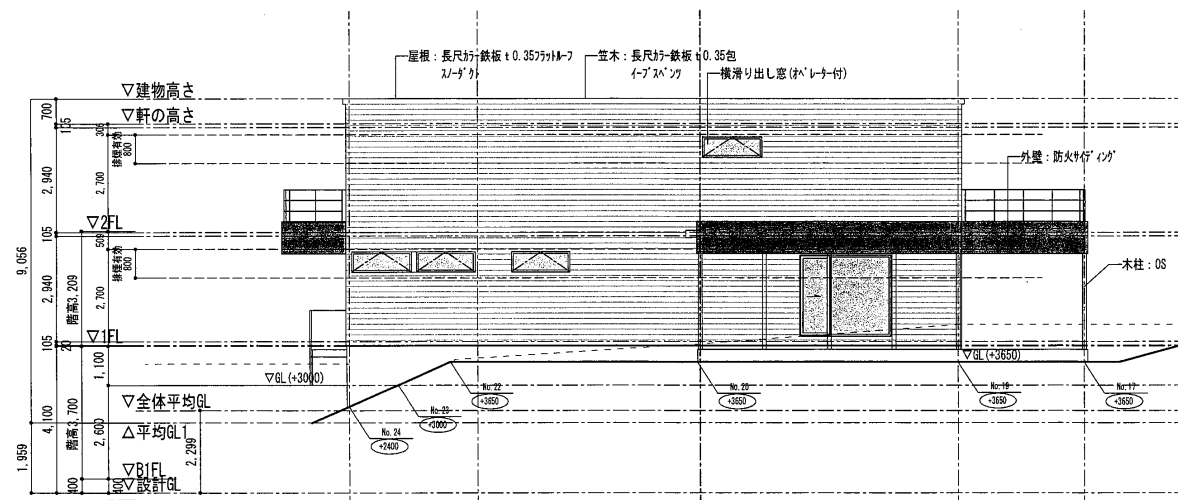 屋根：長尺カラー鉄板 t 0.35フラットルーフ
スノーダクト
笠木：長尺カラー鉄板 t 0.35包
イーブスベンツ
横滑り出し窓(オペレーター付)
▽建物高さ
700
▽軒の高さ
306
排煙有効
800
外壁：防火サイディング
2,940
2,700
▽2FL
105
509
排煙有効
800
9,056
木柱：OS
2,940
階高3,209
2,700
▽1FL
105
20
1,100
▽GL(+3000)
▽GL(+3650)
No.22
+3650
No.20
+3650
No.19
+3650
No.17
+3650
▽全体平均GL
No.23
+3000
4,100
階高3,700
2,600
△平均GL1
No.24
+2400
2,299
1,959
▽B1FL
400
400
▽設計GL